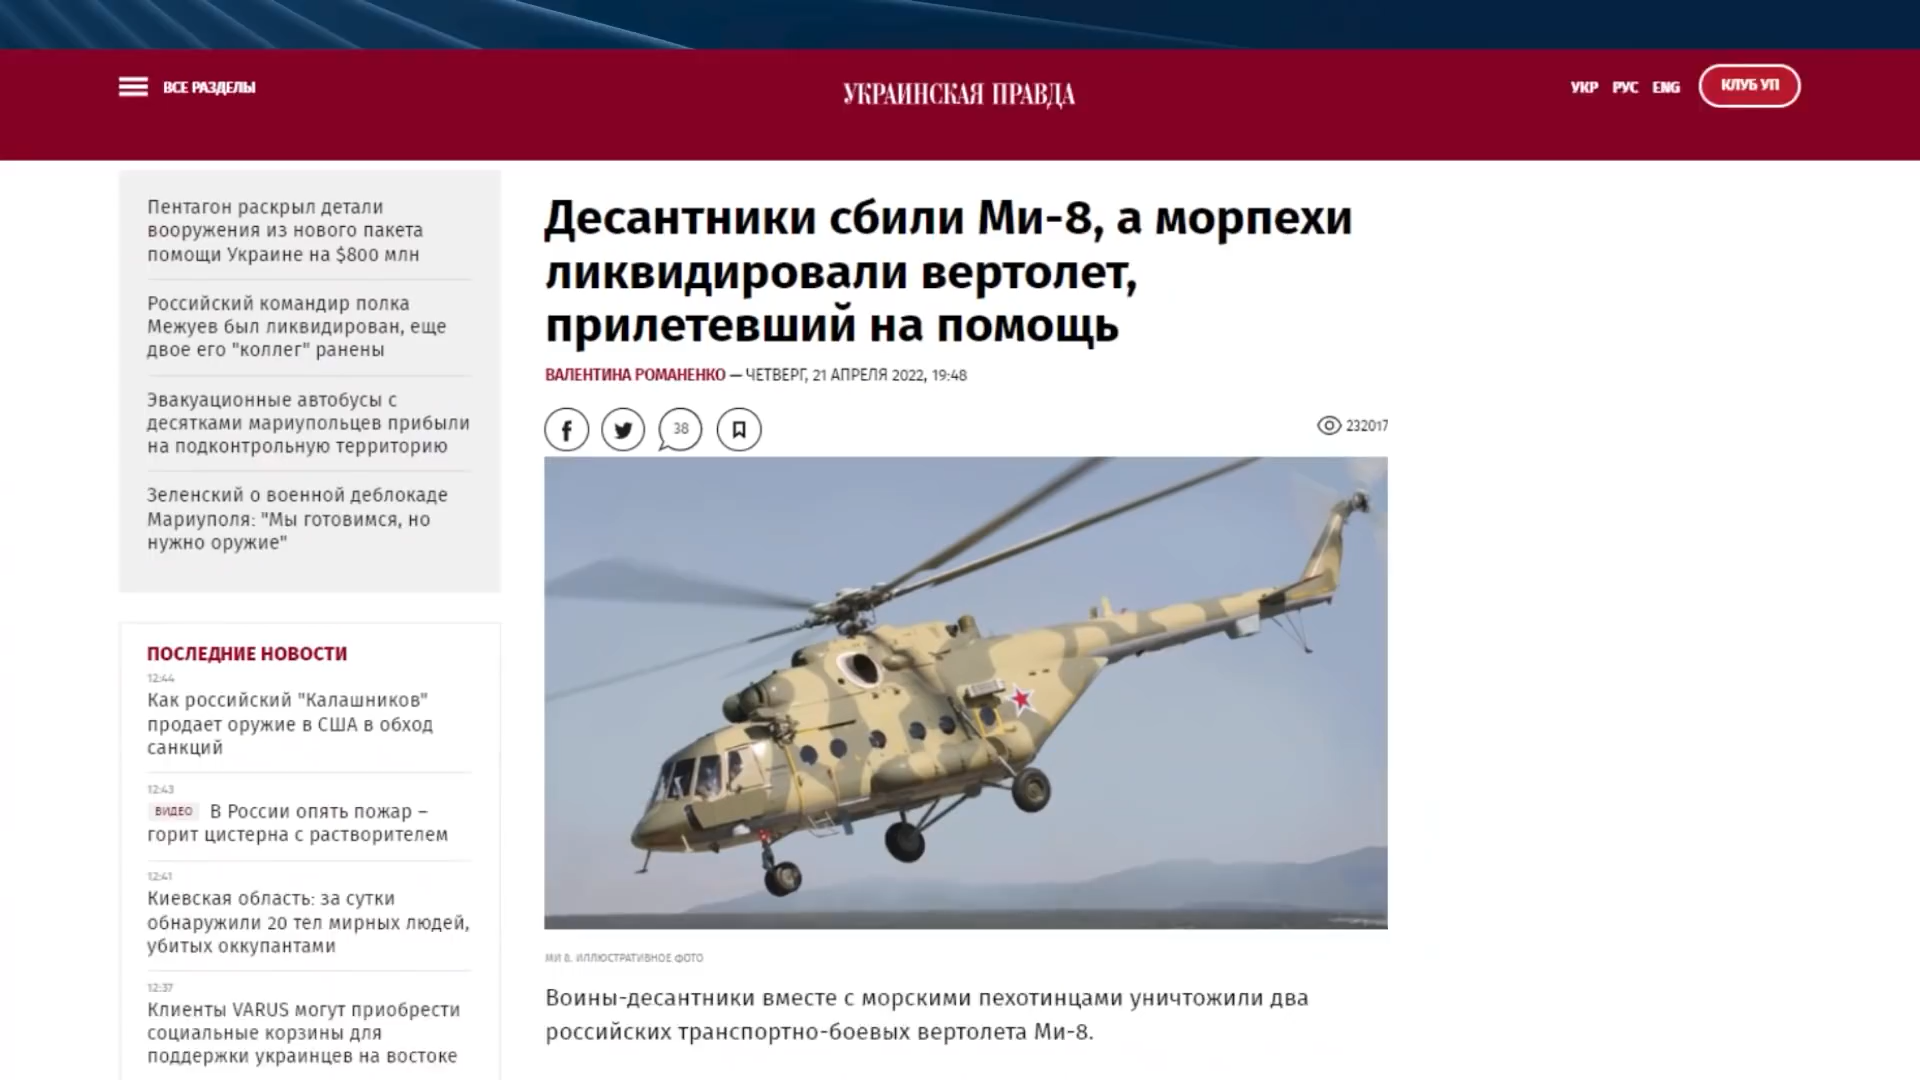 ВСЕ РАЗДЕЛЫ
УКРАИНСКАЯ ПРАВДА
УКР РУС ENG
КЛУБ УП
Пентагон раскрыл детали
вооружения из нового пакета
помощи Украине на $800 млн
Российский командир полка
Межуев был ликвидирован, еще
двое его "коллег" ранены
Эвакуационные автобусы с
десятками мариупольцев прибыли
на подконтрольную территорию
Зеленский о военной деблокаде
Мариуполя: "Мы готовимся, но
нужно оружие"
ПОСЛЕДНИЕ НОВОСТИ
12:44
Как российский "Калашников"
продает оружие в США в обход
санкций
12:43
ВИДЕО В России опять пожар –
горит цистерна с растворителем
12:41
Киевская область: за сутки
обнаружили 20 тел мирных людей,
убитых оккупантами
12:37
Клиенты VARUS могут приобрести
социальные корзины для
поддержки украинцев на востоке
Десантники сбили Ми-8, а морпехи
ликвидировали вертолет,
прилетевший на помощь
ВАЛЕНТИНА РОМАНЕНКО — ЧЕТВЕРГ, 21 АПРЕЛЯ 2022, 19:48
38
232017
МИ 8. ИЛЛЮСТРАТИВНОЕ ФОТО
Воины-десантники вместе с морскими пехотинцами уничтожили два
российских транспортно-боевых вертолета Ми-8.